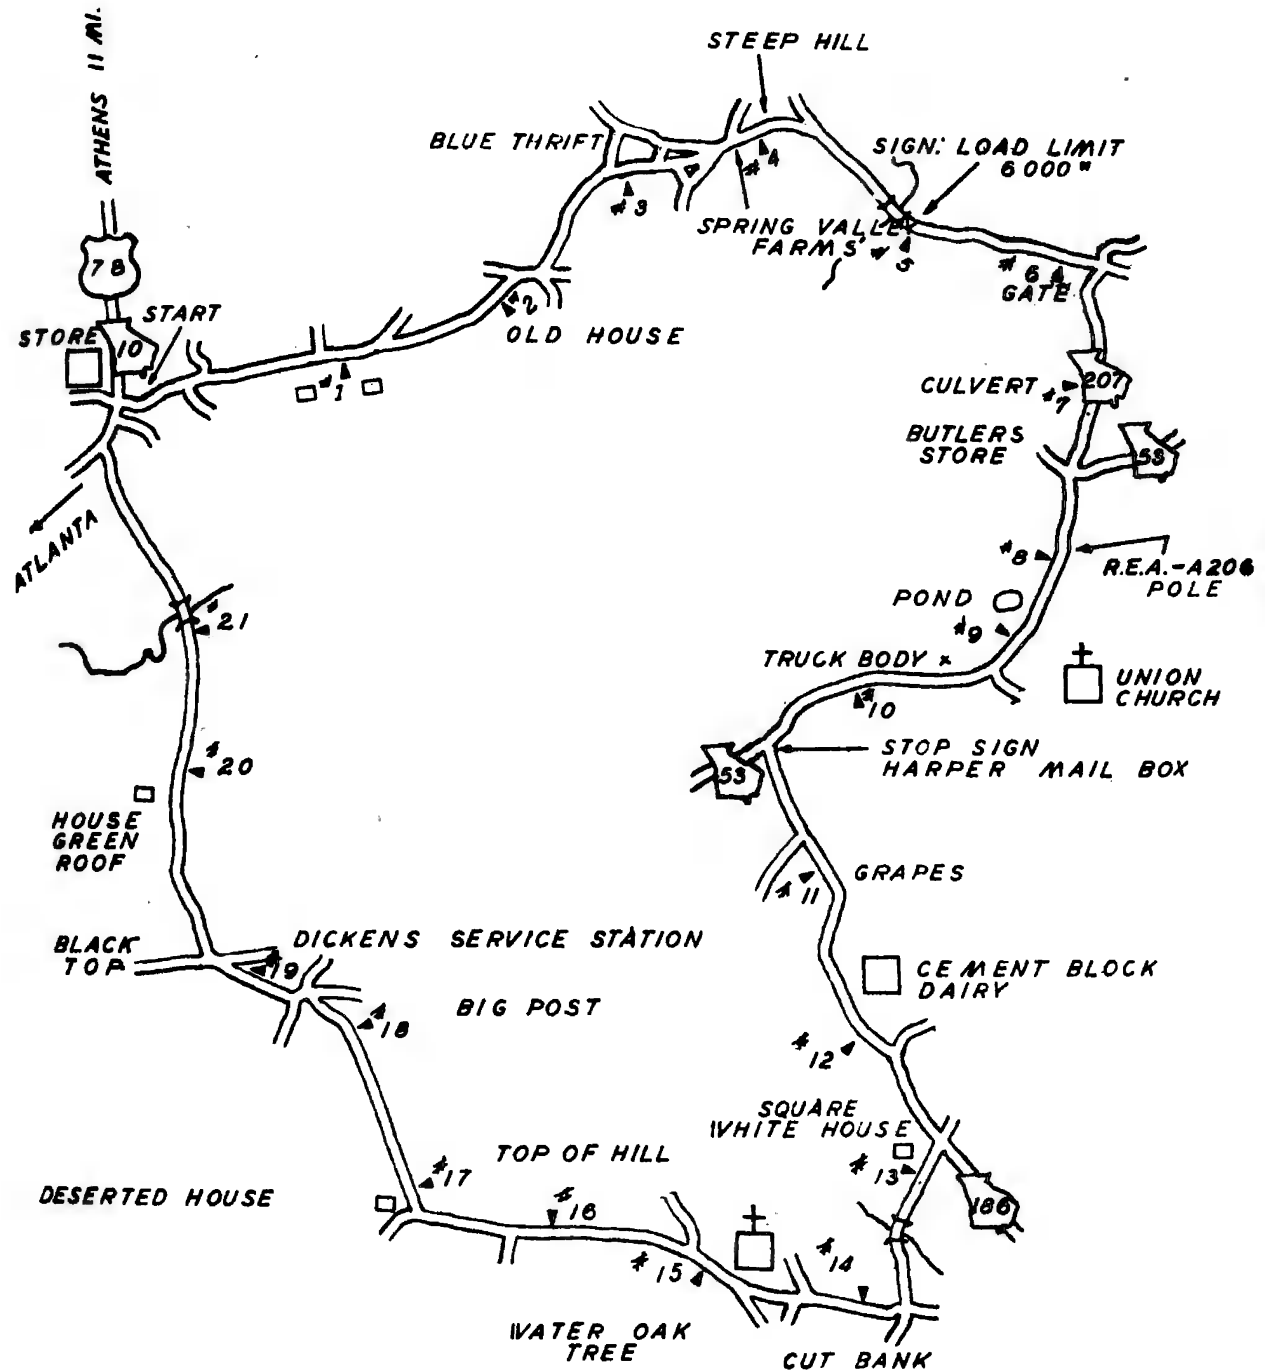 ATHENS 11 MI.
78
STORE
10
START
#1
#2
OLD HOUSE
BLUE THRIFT
#3
STEEP HILL
#4
SPRING VALLEY
FARMS
SIGN: LOAD LIMIT
6000#
#5
#6
GATE
CULVERT
#7
207
BUTLERS
STORE
53
#8
R.E.A.-A206
POLE
POND
#9
TRUCK BODY x
UNION
CHURCH
#10
STOP SIGN
HARPER MAIL BOX
53
#11
GRAPES
CEMENT BLOCK
DAIRY
#12
SQUARE
WHITE HOUSE
#13
186
#14
CUT BANK
#15
WATER OAK
TREE
#16
TOP OF HILL
#17
DESERTED HOUSE
#18
BIG POST
#19
DICKENS SERVICE STATION
BLACK
TOP
HOUSE
GREEN
ROOF
#20
#21
ATLANTA